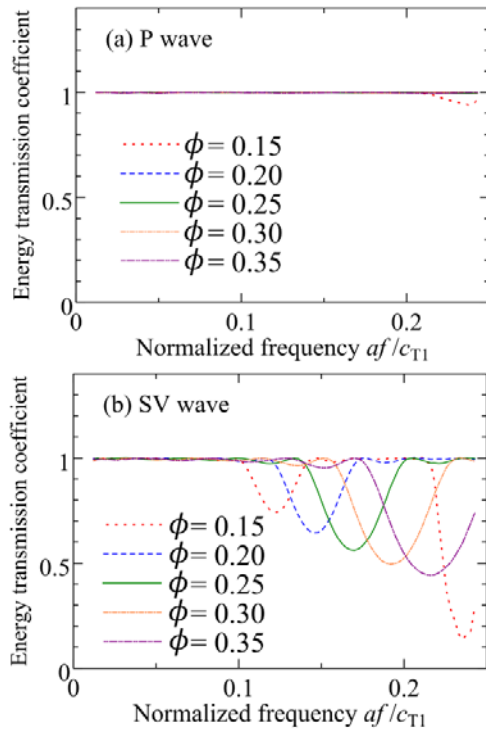 (a) P wave
Energy transmission coefficient
1
0.5
0
ϕ = 0.15
ϕ = 0.20
ϕ = 0.25
ϕ = 0.30
ϕ = 0.35
0.1
0.2
Normalized frequency af /cT1
(b) SV wave
Energy transmission coefficient
1
0.5
0
ϕ = 0.15
ϕ = 0.20
ϕ = 0.25
ϕ = 0.30
ϕ = 0.35
0
0.1
0.2
Normalized frequency af /cT1